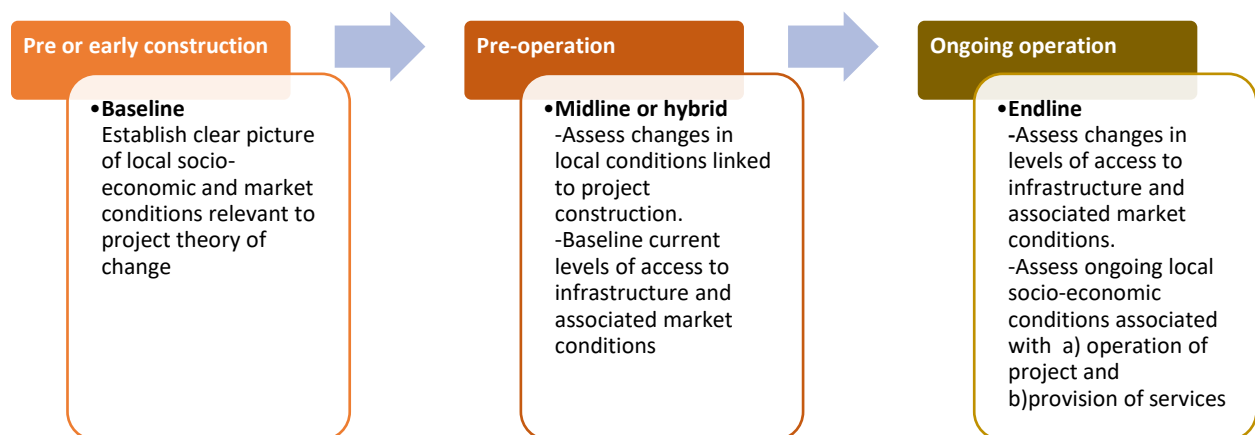 Pre or early construction
•Baseline
Establish clear picture
of local socio-
economic and market
conditions relevant to
project theory of
change
Pre-operation
•Midline or hybrid
-Assess changes in
local conditions linked
to project
construction.
-Baseline current
levels of access to
infrastructure and
associated market
conditions
Ongoing operation
•Endline
-Assess changes in
levels of access to
infrastructure and
associated market
conditions.
-Assess ongoing local
socio-economic
conditions associated
with  a) operation of
project and
b)provision of services